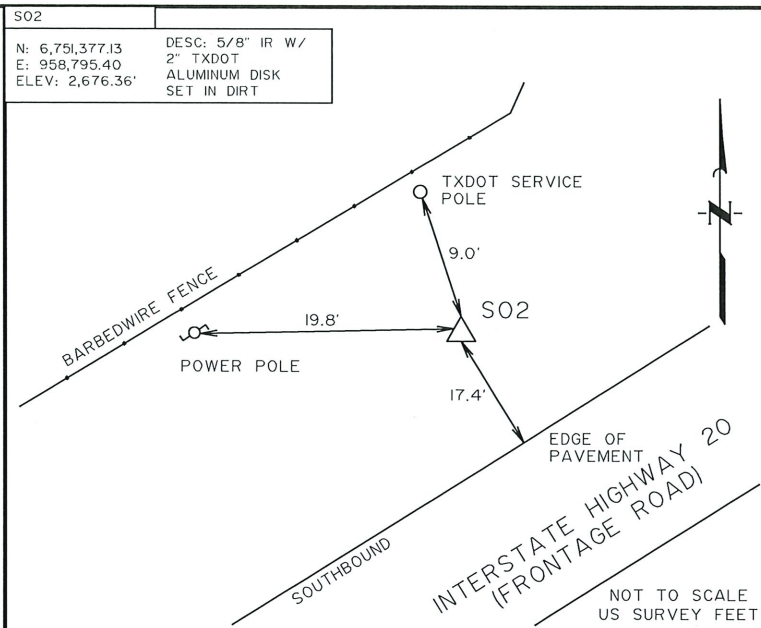 SO2
N: 6,751,377.13
E: 958,795.40
ELEV: 2,676.36'
DESC: 5/8" IR W/
2" TXDOT
ALUMINUM DISK
SET IN DIRT
TXDOT SERVICE
POLE
N
9.0'
BARBEDWIRE FENCE
19.8'
SO2
POWER POLE
17.4'
EDGE OF
PAVEMENT
INTERSTATE HIGHWAY 20
(FRONTAGE ROAD)
SOUTHBOUND
NOT TO SCALE
US SURVEY FEET